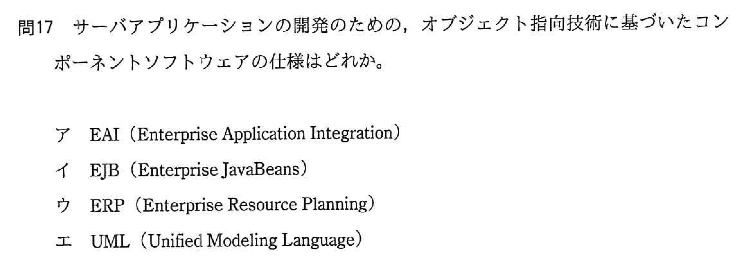 問17 サーバアプリケーションの開発のための，オブジェクト指向技術に基づいたコン
ポーネントソフトウェアの仕様はどれか。
ア EAI（Enterprise Application Integration）
イ EJB（Enterprise JavaBeans）
ウ ERP（Enterprise Resource Planning）
エ UML（Unified Modeling Language）